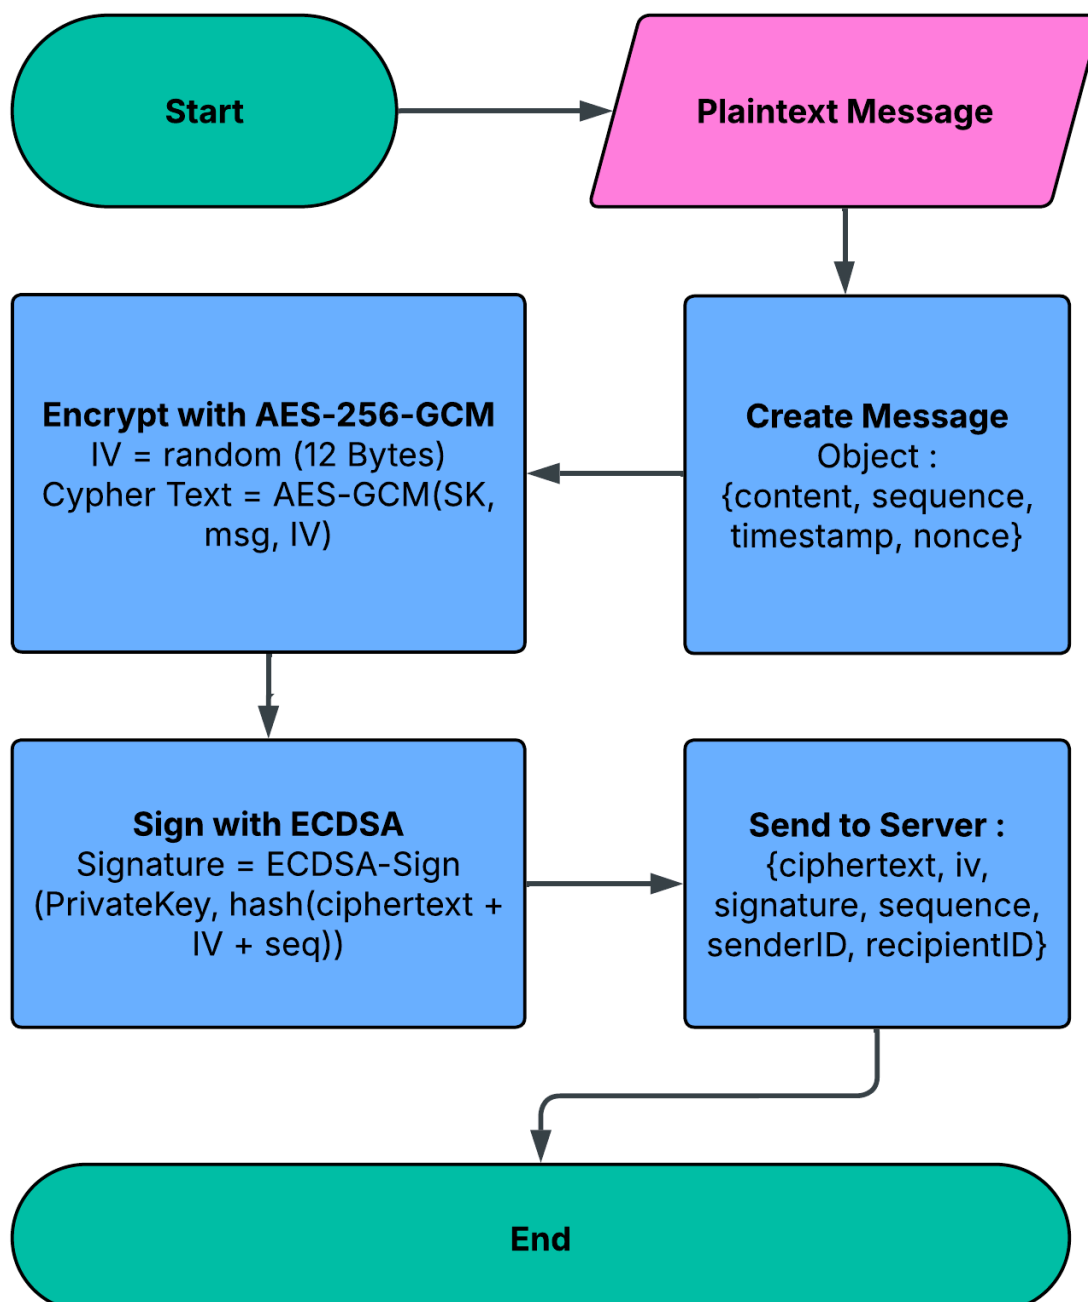 Start
Plaintext Message
Create Message
Object :
{content, sequence,
timestamp, nonce}
Encrypt with AES-256-GCM
IV = random (12 Bytes)
Cypher Text = AES-GCM(SK,
msg, IV)
Sign with ECDSA
Signature = ECDSA-Sign
(PrivateKey, hash(ciphertext +
IV + seq))
Send to Server :
{ciphertext, iv,
signature, sequence,
senderID, recipientID}
End